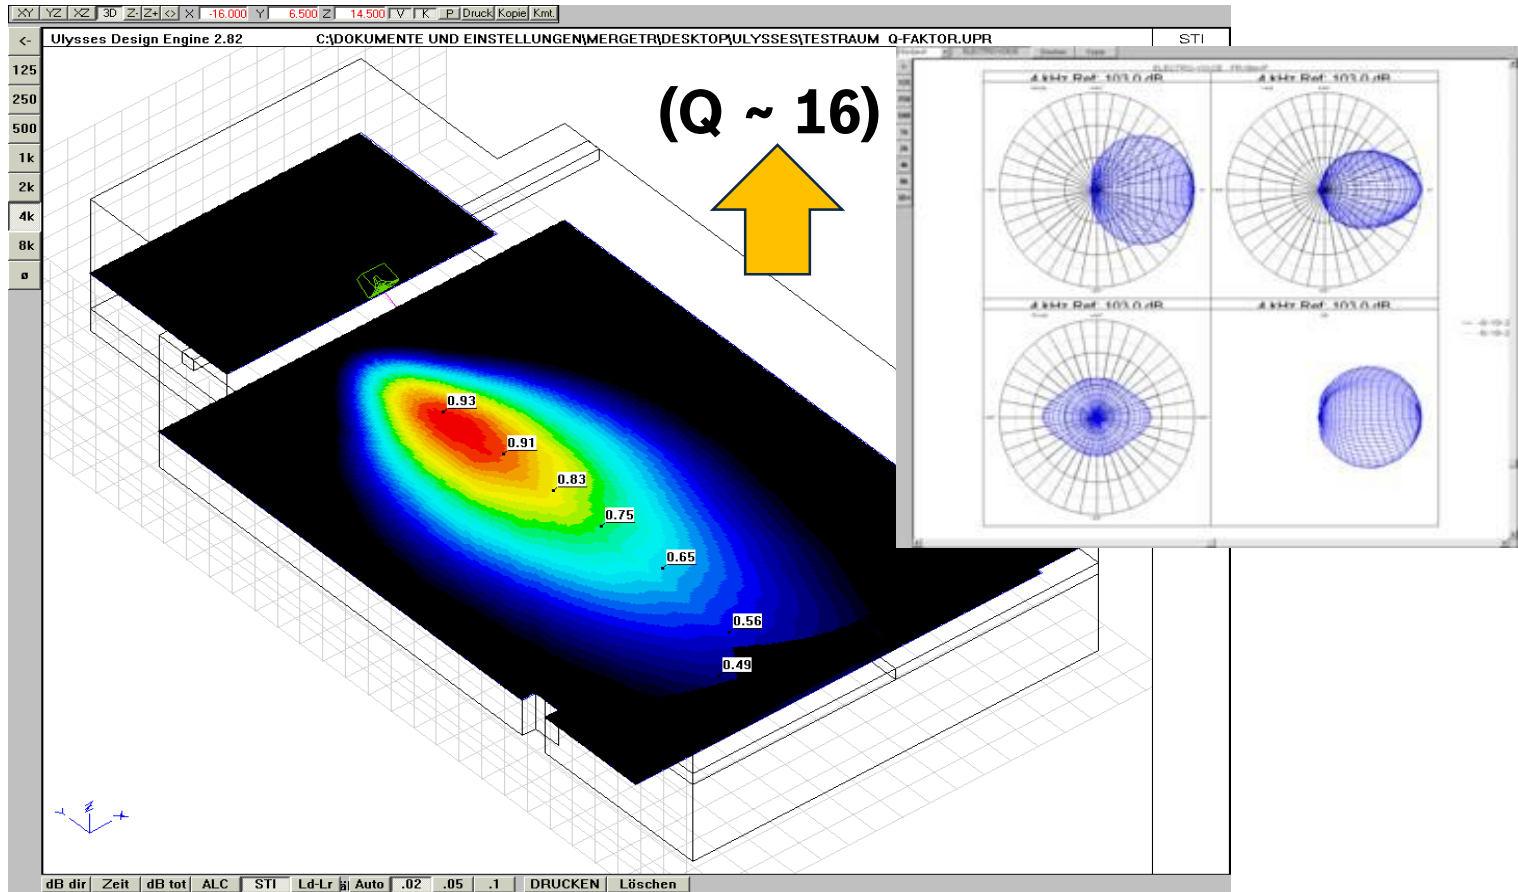 XY YZ XZ 3D Z- Z+ <> X -16.000 Y 6.500 Z 14.500 V K P Druck Kopie Kmt.
<- Ulysses Design Engine 2.82 C:\DOKUMENTE UND EINSTELLUNGEN\MERGETR\DESKTOP\ULYSSES\TESTRAUM Q-FAKTOR.UPR STI
125
250
500
1k
2k
4k
8k
ø
(Q ~ 16)
4 kHz Ref: 103.0 dB 4 kHz Ref: 103.0 dB
4 kHz Ref: 103.0 dB 4 kHz Ref: 103.0 dB
0.93
0.91
0.83
0.75
0.65
0.56
0.49
dB dir Zeit dB tot ALC STI Ld-Lr Auto .02 .05 .1 DRUCKEN Löschen